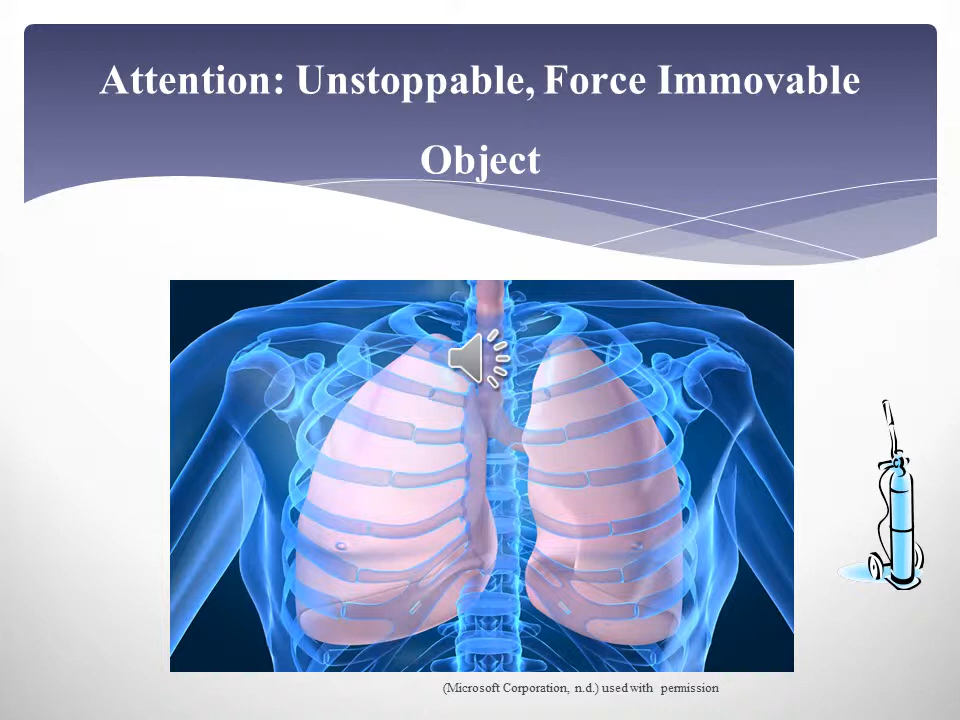 Attention: Unstoppable, Force Immovable
Object
(Microsoft Corporation, n.d.) used with permission